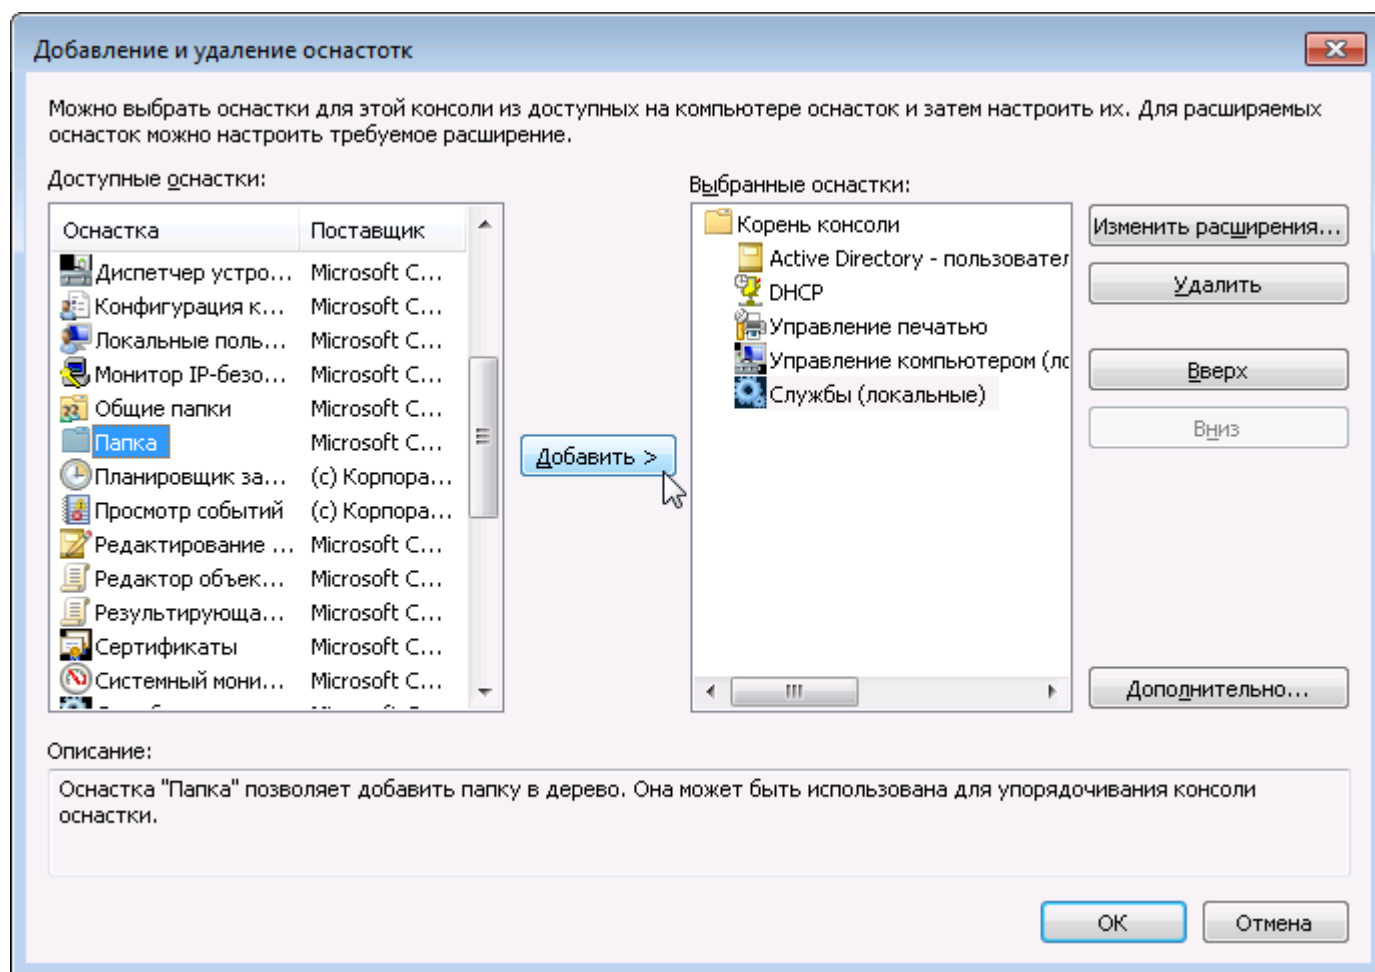 Добавление и удаление оснастотк
Можно выбрать оснастки для этой консоли из доступных на компьютере оснасток и затем настроить их. Для расширяемых
оснасток можно настроить требуемое расширение.
Доступные оснастки:
Оснастка Поставщик
Диспетчер устро... Microsoft C...
Конфигурация к... Microsoft C...
Локальные поль... Microsoft C...
Монитор IP-безо... Microsoft C...
Общие папки Microsoft C...
Папка Microsoft C...
Планировщик за... (c) Корпора...
Просмотр событий (c) Корпора...
Редактирование ... Microsoft C...
Редактор объек... Microsoft C...
Результирующа... Microsoft C...
Сертификаты Microsoft C...
Системный мони... Microsoft C...
Добавить >
Выбранные оснастки:
Корень консоли
Active Directory - пользовател
DHCP
Управление печатью
Управление компьютером (ло
Службы (локальные)
Изменить расширения...
Удалить
Вверх
Вниз
Дополнительно...
Описание:
Оснастка "Папка" позволяет добавить папку в дерево. Она может быть использована для упорядочивания консоли
оснастки.
ОК
Отмена